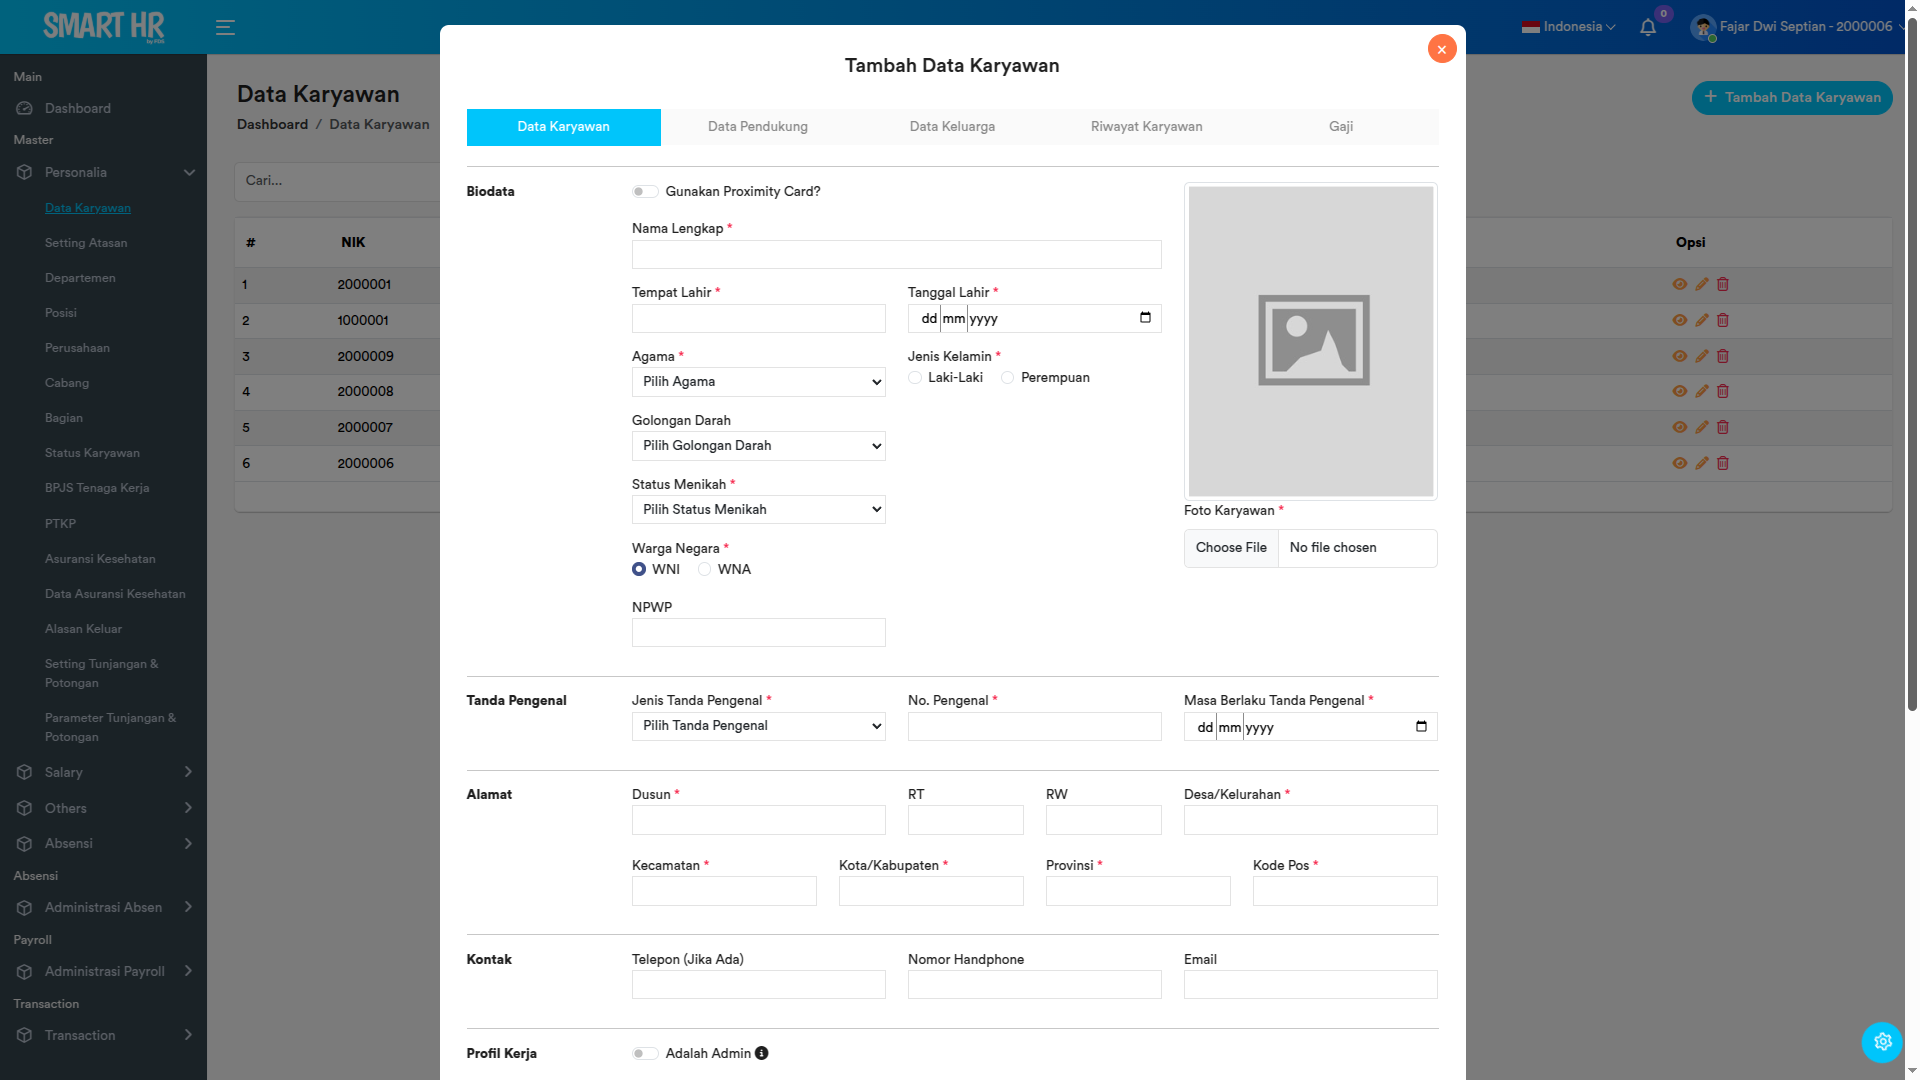 SMART HR
by FDS
Indonesia
0
Fajar Dwi Septian - 2000006
Main
Dashboard
Master
Personalia
Data Karyawan
Setting Atasan
Departemen
Posisi
Perusahaan
Cabang
Bagian
Status Karyawan
BPJS Tenaga Kerja
PTKP
Asuransi Kesehatan
Data Asuransi Kesehatan
Alasan Keluar
Setting Tunjangan &
Potongan
Parameter Tunjangan &
Potongan
Salary
Others
Absensi
Absensi
Administrasi Absen
Payroll
Administrasi Payroll
Transaction
Transaction
Data Karyawan
Dashboard / Data Karyawan
+ Tambah Data Karyawan
Cari...
# NIK Opsi
1 2000001
2 1000001
3 2000009
4 2000008
5 2000007
6 2000006
Tambah Data Karyawan
Data Karyawan Data Pendukung Data Keluarga Riwayat Karyawan Gaji
Biodata
Gunakan Proximity Card?
Nama Lengkap *
Tempat Lahir * Tanggal Lahir *
dd mm yyyy
Agama * Jenis Kelamin *
Pilih Agama Laki-Laki Perempuan
Golongan Darah
Pilih Golongan Darah
Status Menikah *
Pilih Status Menikah
Warga Negara *
WNI WNA
NPWP
Foto Karyawan *
Choose File No file chosen
Tanda Pengenal
Jenis Tanda Pengenal * No. Pengenal * Masa Berlaku Tanda Pengenal *
Pilih Tanda Pengenal dd mm yyyy
Alamat
Dusun * RT RW Desa/Kelurahan *
Kecamatan * Kota/Kabupaten * Provinsi * Kode Pos *
Kontak
Telepon (Jika Ada) Nomor Handphone Email
Profil Kerja
Adalah Admin